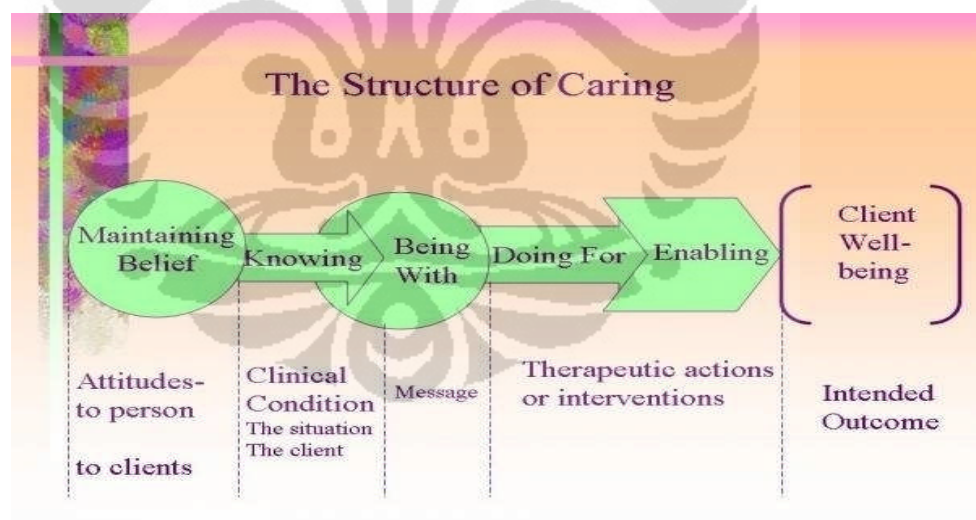 The Structure of Caring
Maintaining
Belief
Knowing
Being
With
Doing For
Enabling
Client
Well-
being
Attitudes-
to person
to clients
Clinical
Condition
The situation
The client
Message
Therapeutic actions
or interventions
Intended
Outcome